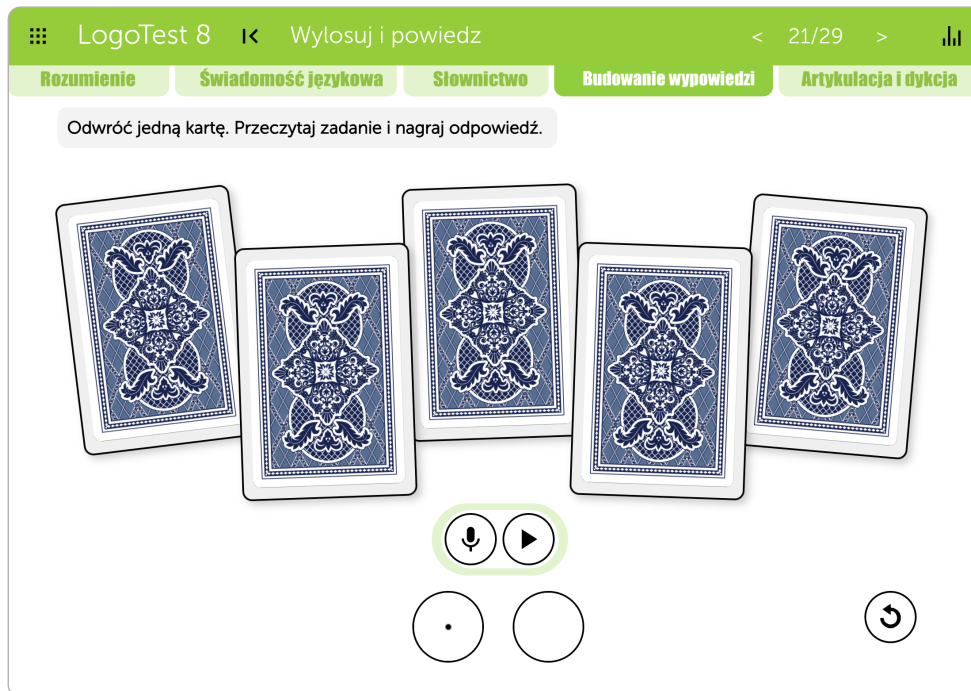 LogoTest 8 Wylosuj i powiedz < 21/29 >
Rozumienie Świadomość językowa Słownictwo Budowanie wypowiedzi Artykulacja i dykcja
Odwróć jedną kartę. Przeczytaj zadanie i nagraj odpowiedź.